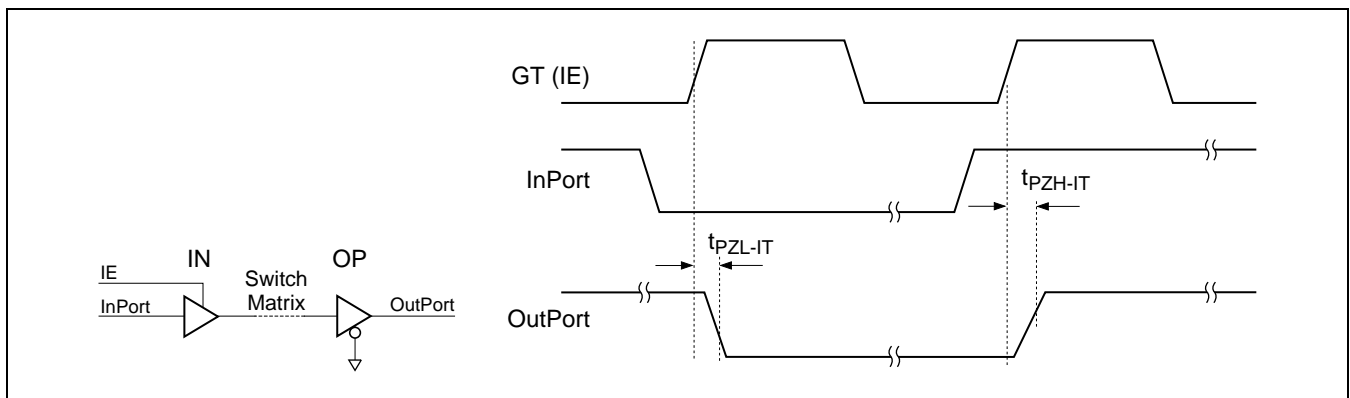 GT (IE)
InPort
tPZH-IT
tPZL-IT
OutPort
IN
OP
IE
Switch
Matrix
InPort
OutPort